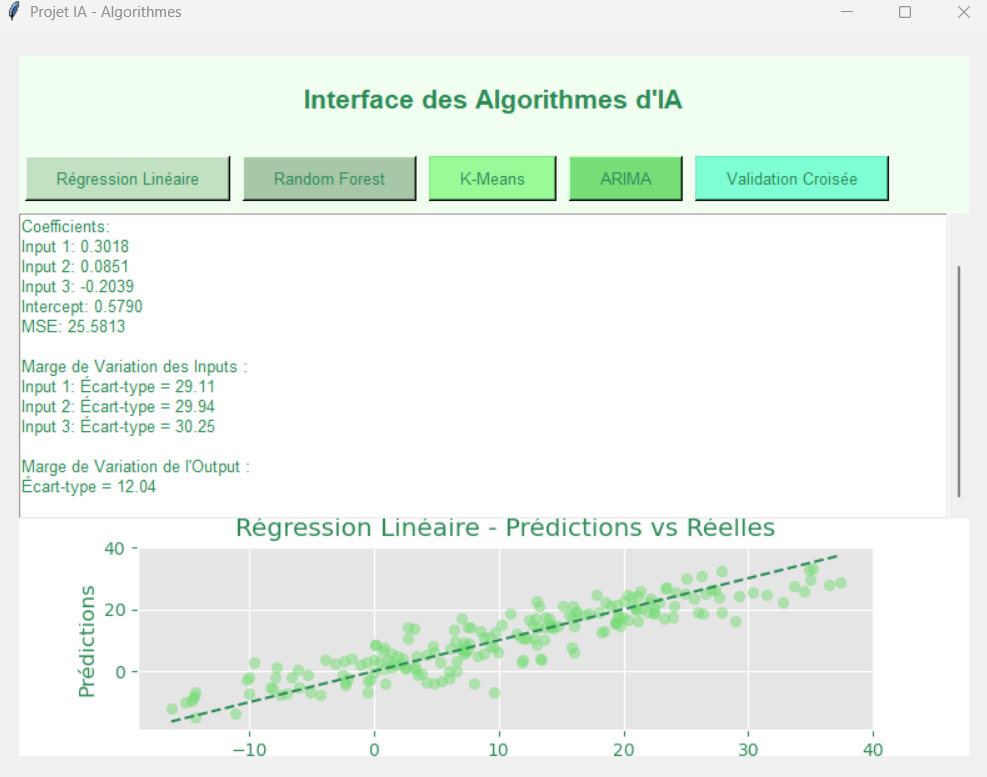 Projet IA - Algorithmes
Interface des Algorithmes d'IA
Régression Linéaire
Random Forest
K-Means
ARIMA
Validation Croisée
Coefficients:
Input 1: 0.3018
Input 2: 0.0851
Input 3: -0.2039
Intercept: 0.5790
MSE: 25.5813
Marge de Variation des Inputs :
Input 1: Écart-type = 29.11
Input 2: Écart-type = 29.94
Input 3: Écart-type = 30.25
Marge de Variation de l'Output :
Écart-type = 12.04
Régression Linéaire - Prédictions vs Réelles
Prédictions
40
20
0
−10 0 10 20 30 40